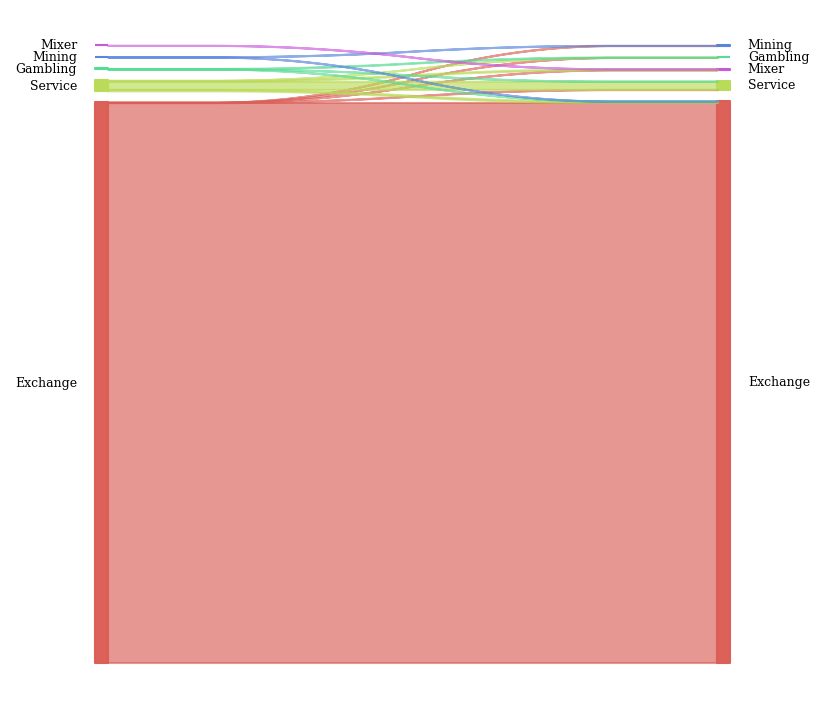 Mixer
Mining
Gambling
Service
Exchange
Mining
Gambling
Mixer
Service
Exchange